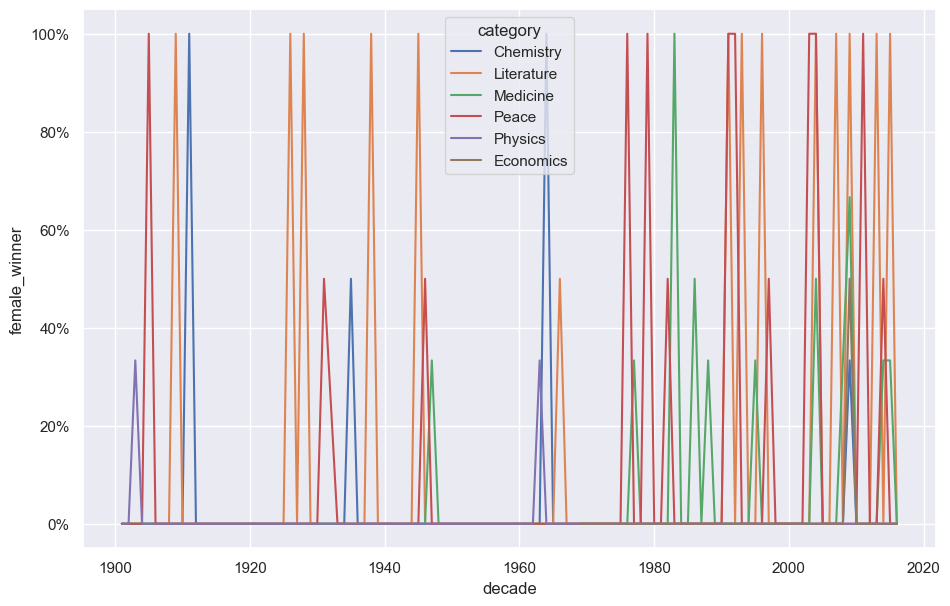 category
Chemistry
Literature
Medicine
Peace
Physics
Economics
100%
80%
60%
40%
20%
0%
female_winner
1900 1920 1940 1960 1980 2000 2020
decade